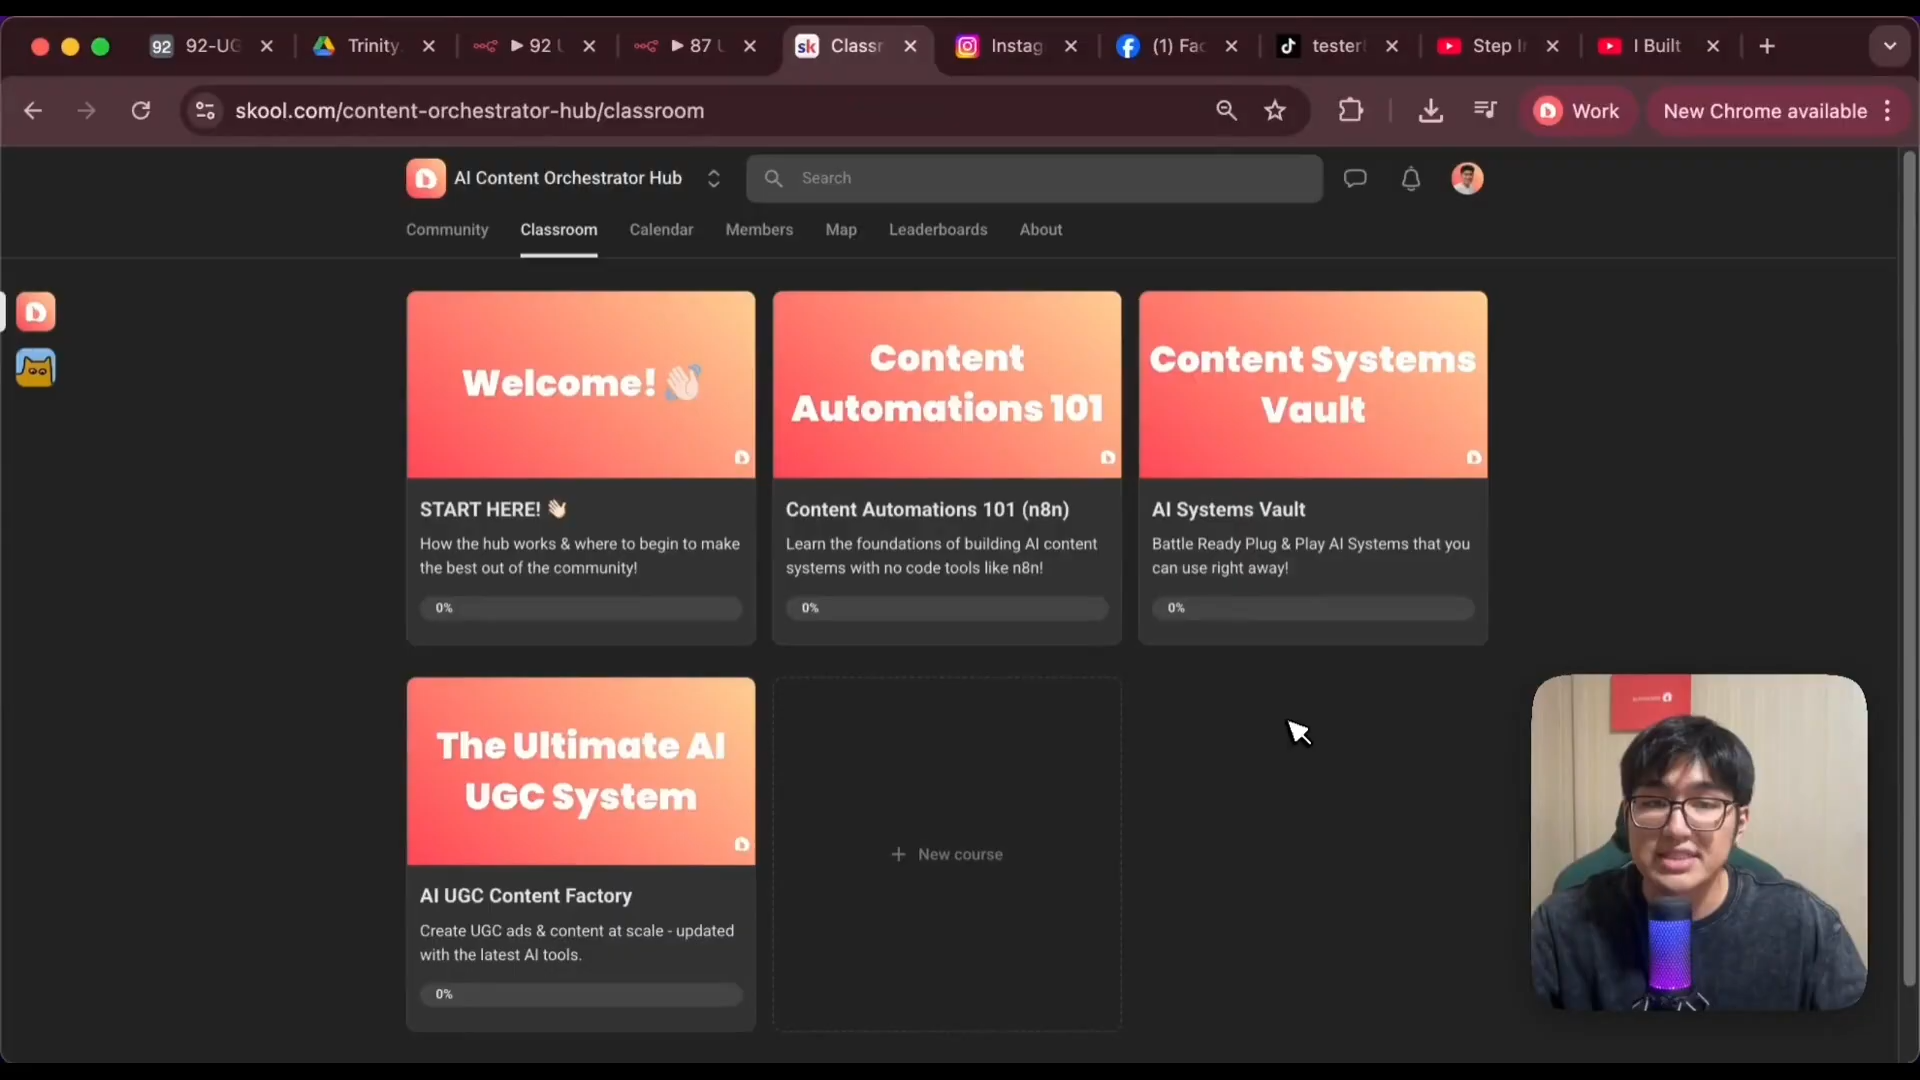 92 92-UG
Trinity
▶ 92 U
▶ 87 U
sk Classr
Instag
(1) Fac
tester
Step I
I Built
skool.com/content-orchestrator-hub/classroom
Work
New Chrome available
AI Content Orchestrator Hub
Search
Community
Classroom
Calendar
Members
Map
Leaderboards
About
Welcome! 👋🏻
START HERE! 👋🏻
How the hub works & where to begin to make
the best out of the community!
0%
Content
Automations 101
Content Automations 101 (n8n)
Learn the foundations of building AI content
systems with no code tools like n8n!
0%
Content Systems
Vault
AI Systems Vault
Battle Ready Plug & Play AI Systems that you
can use right away!
0%
The Ultimate AI
UGC System
AI UGC Content Factory
Create UGC ads & content at scale - updated
with the latest AI tools.
0%
+ New course